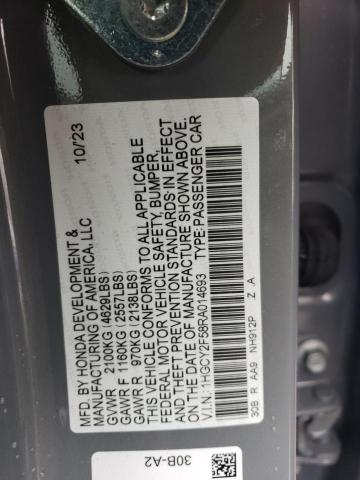 MFD. BY HONDA DEVELOPMENT &
MANUFACTURING OF AMERICA, LLC 10/23
GVWR 2100KG (4629LBS)
GAWR F 1160KG (2557LBS)
GAWR R 970KG (2138LBS)
THIS VEHICLE CONFORMS TO ALL APPLICABLE
FEDERAL MOTOR VEHICLE SAFETY, BUMPER,
AND THEFT PREVENTION STANDARDS IN EFFECT
ON THE DATE OF MANUFACTURE SHOWN ABOVE.
V.I.N.:1HGCY2F58RA014693 TYPE:PASSENGER CAR
30B R AA9 NH912P Z .A
30B-A2